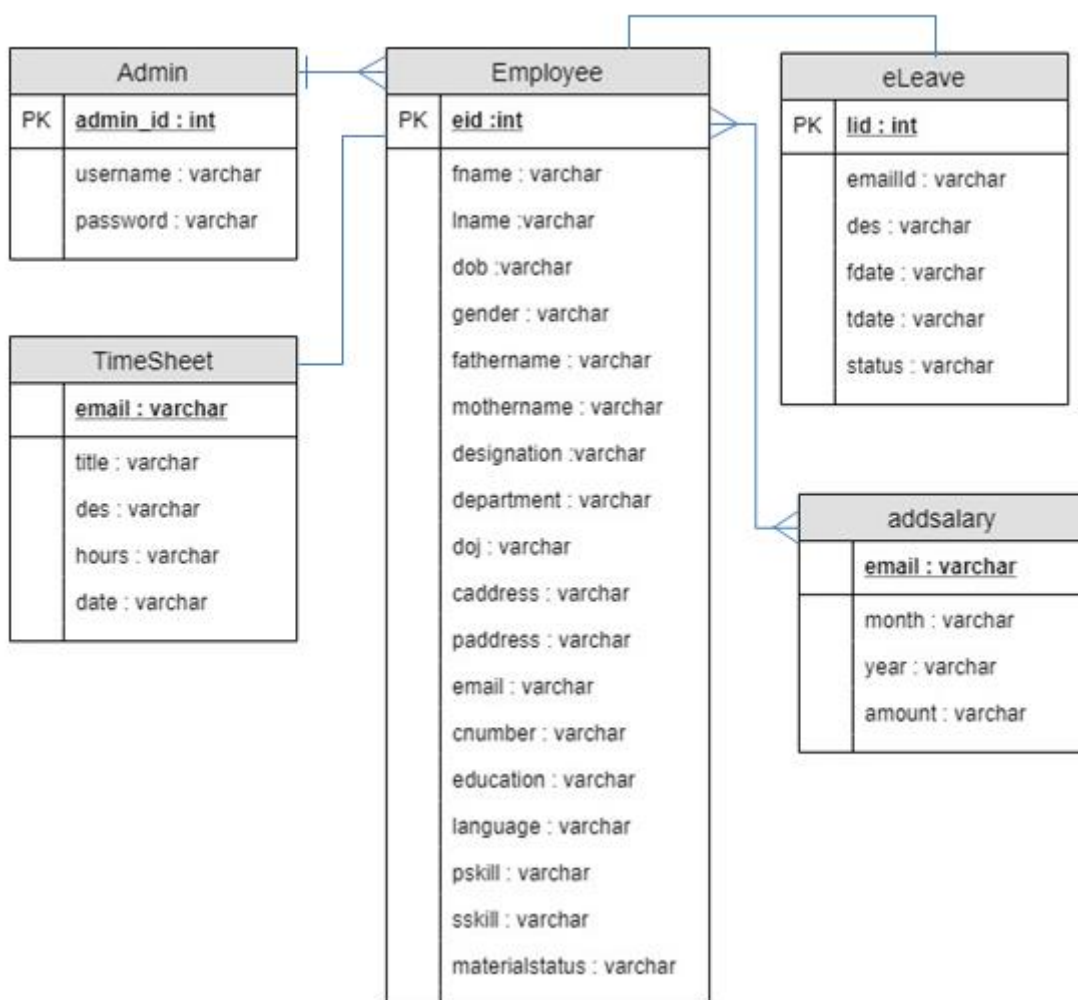 Admin
PK admin_id : int
username : varchar
password : varchar
TimeSheet
email : varchar
title : varchar
des : varchar
hours : varchar
date : varchar
Employee
PK eid :int
fname : varchar
lname :varchar
dob :varchar
gender : varchar
fathername : varchar
mothername : varchar
designation :varchar
department : varchar
doj : varchar
caddress : varchar
paddress : varchar
email : varchar
cnumber : varchar
education : varchar
language : varchar
pskill : varchar
sskill : varchar
materialstatus : varchar
eLeave
PK lid : int
emailId : varchar
des : varchar
fdate : varchar
tdate : varchar
status : varchar
addsalary
email : varchar
month : varchar
year : varchar
amount : varchar